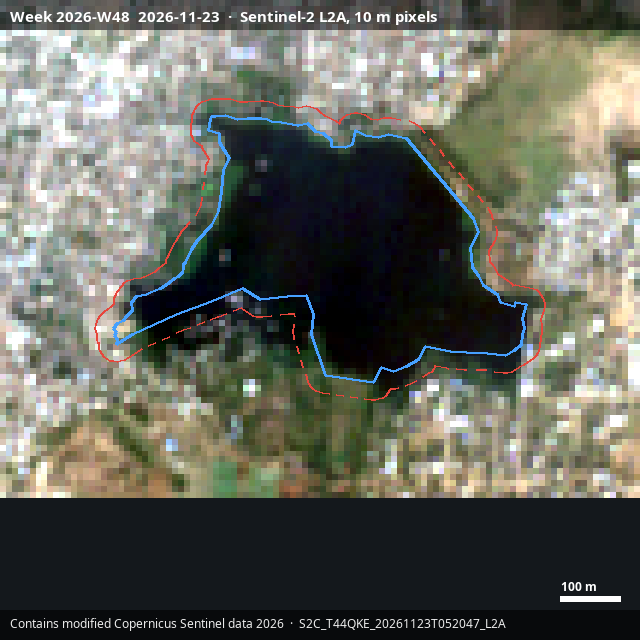 Week 2026-W48 2026-11-23 · Sentinel-2 L2A, 10 m pixels
100 m
Contains modified Copernicus Sentinel data 2026 · S2C_T44QKE_20261123T052047_L2A